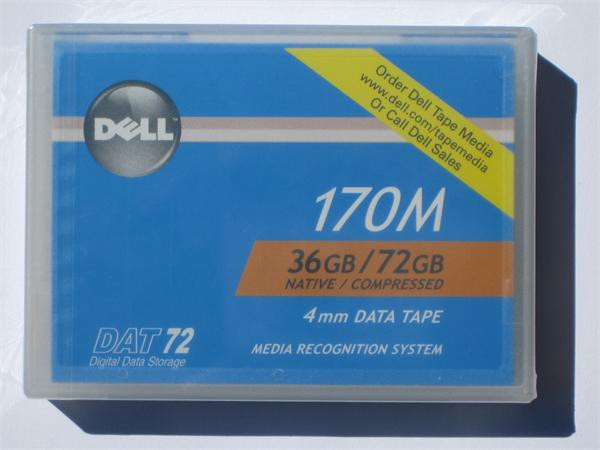 DELL™
Order Dell Tape Media
www.dell.com/tapemedia
Or Call Dell Sales
170M
36GB/72GB
NATIVE / COMPRESSED
4mm DATA TAPE
DAT 72
Digital Data Storage
MEDIA RECOGNITION SYSTEM